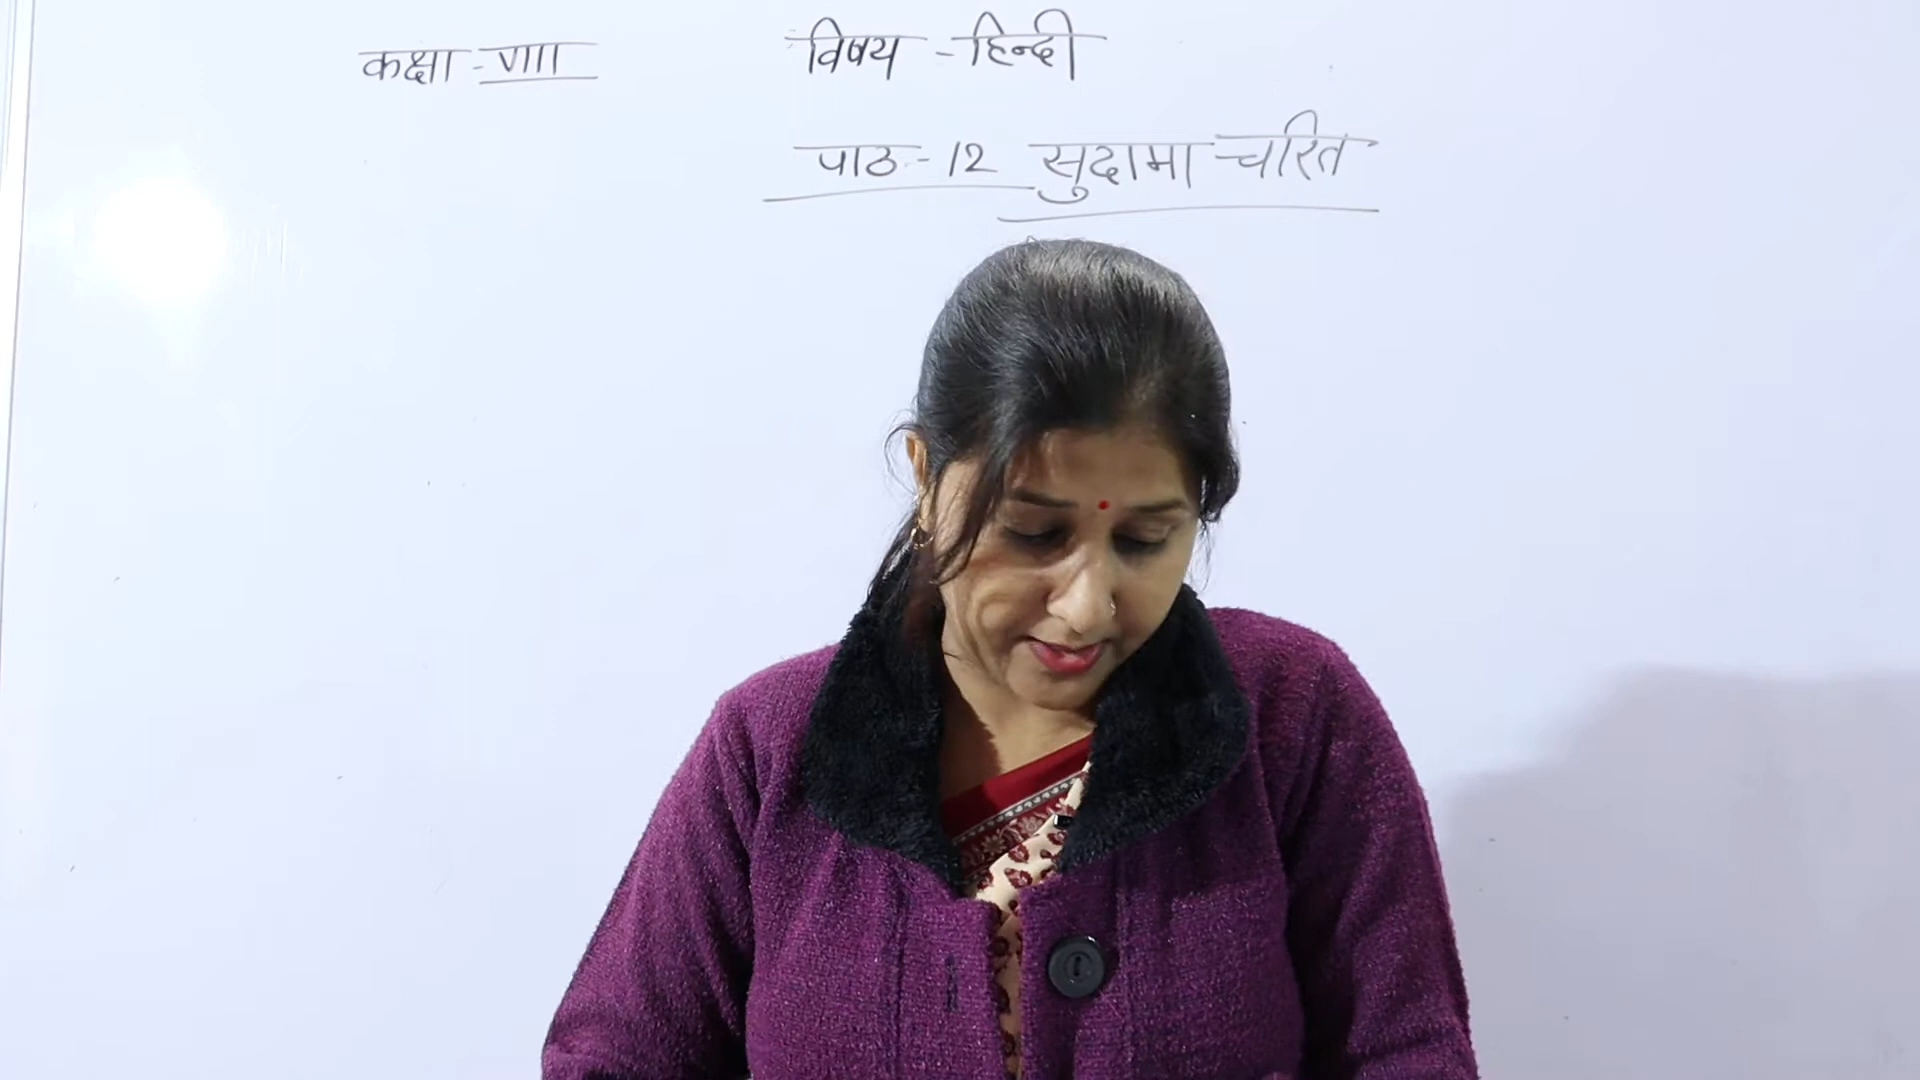 कक्षा - VIII विषय - हिन्दी
पाठ - 12 सुदामा चरित